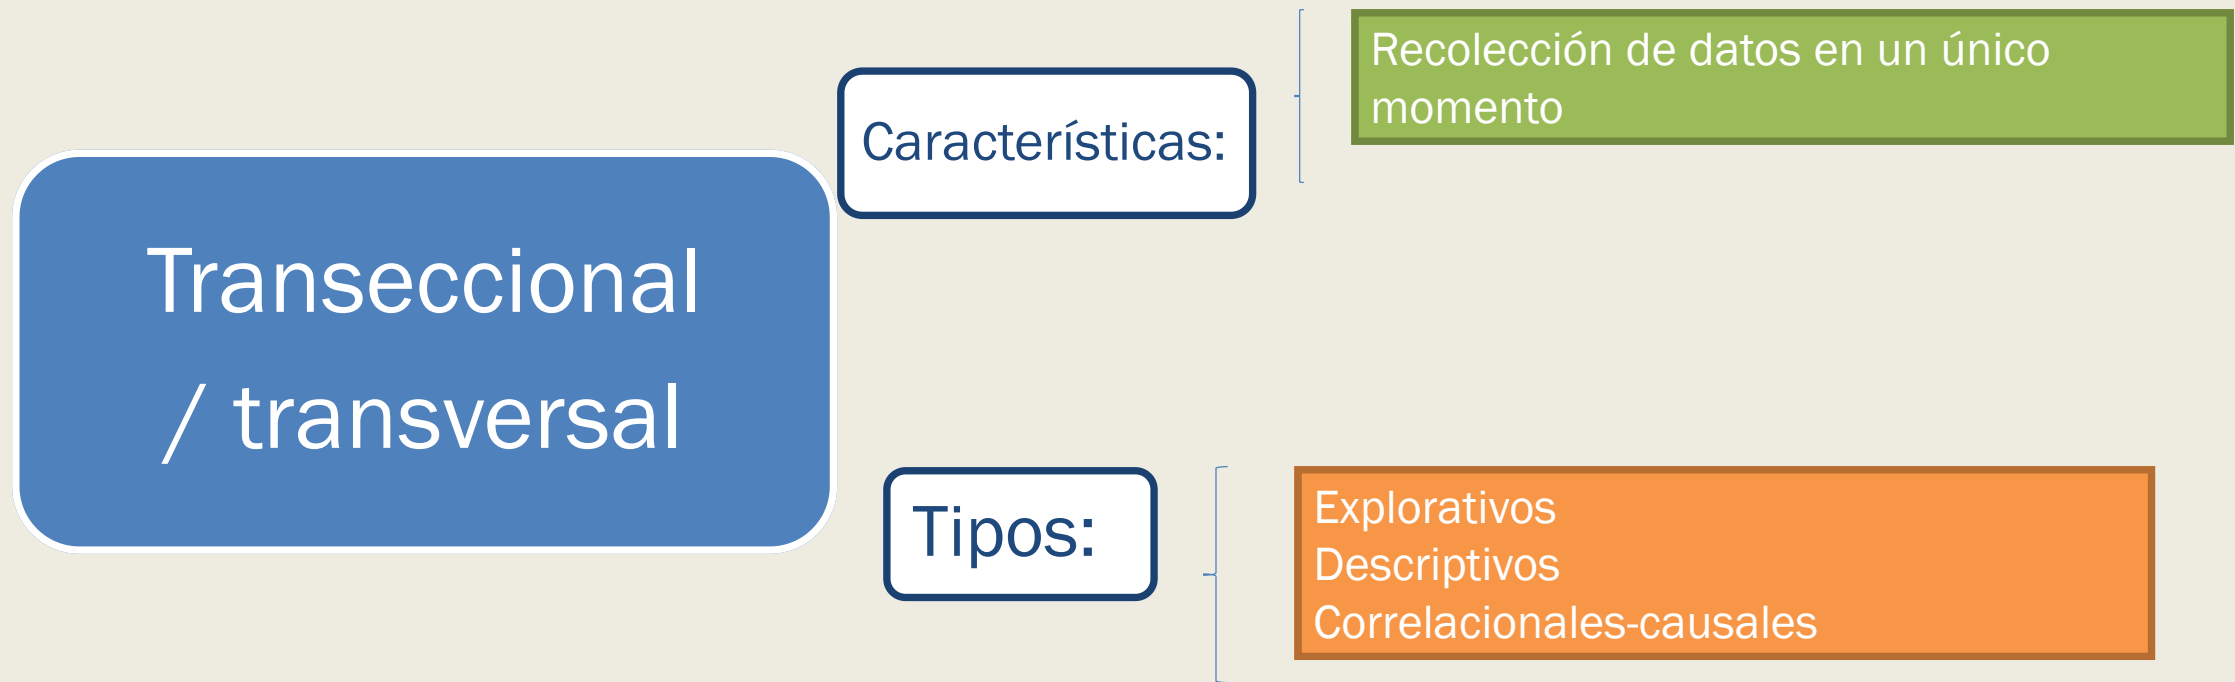 Transeccional
/ transversal
Características:
Recolección de datos en un único
momento
Tipos:
Explorativos
Descriptivos
Correlacionales-causales